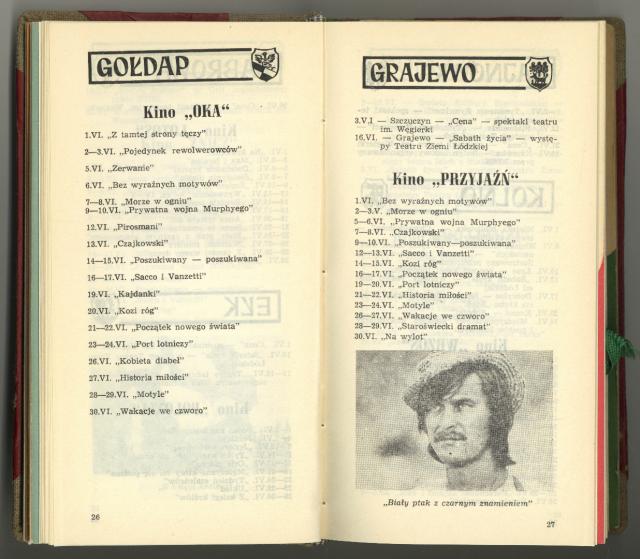 GOŁDAP
Kino „OKA“
1.VI. „Z tamtej strony tęczy”
2—3.VI. „Pojedynek rewolwerowców”
5.VI. „Zerwanie”
6.VI. „Bez wyraźnych motywów”
7—8.VI. „Morze w ogniu”
9—10.VI. „Prywatna wojna Murphyego”
12.VI. „Pirosmani”
13.VI. „Czajkowski”
14—15.VI. „Poszukiwany — poszukiwana”
16—17.VI. „Sacco i Vanzetti”
19.VI. „Kajdanki”
20.VI. „Kozi róg”
21—22.VI. „Początek nowego świata”
23—24.VI. „Port lotniczy”
26.VI. „Kobieta diabeł”
27.VI. „Historia miłości”
28—29.VI. „Motyle”
30.VI. „Wakacje we czworo”
26
GRAJEWO
3.V.I — Szczuczyn — „Cena” — spektakl teatru
im. Węgierki
16.VI. — Grajewo — „Sabath życia” — wystę-
py Teatru Ziemi Łódzkiej
Kino „PRZYJAŹŃ“
1.VI. „Bez wyraźnych motywów”
2—3.V. „Morze w ogniu”
5—6.VI. „Prywatna wojna Murphyego”
7—8.VI. „Czajkowski”
9—10.VI. „Poszukiwany—poszukiwana”
12—13.VI. „Sacco i Vanzetti”
14—15.VI. „Kozi róg”
16—17.VI. „Początek nowego świata”
19—20.VI. „Port lotniczy”
21—22.VI. „Historia miłości”
23—24.VI. „Motyle”
26—27.VI. „Wakacje we czworo”
28—29.VI. „Staroświecki dramat”
30.VI. „Na wylot”
„Biały ptak z czarnym znamieniem”
27